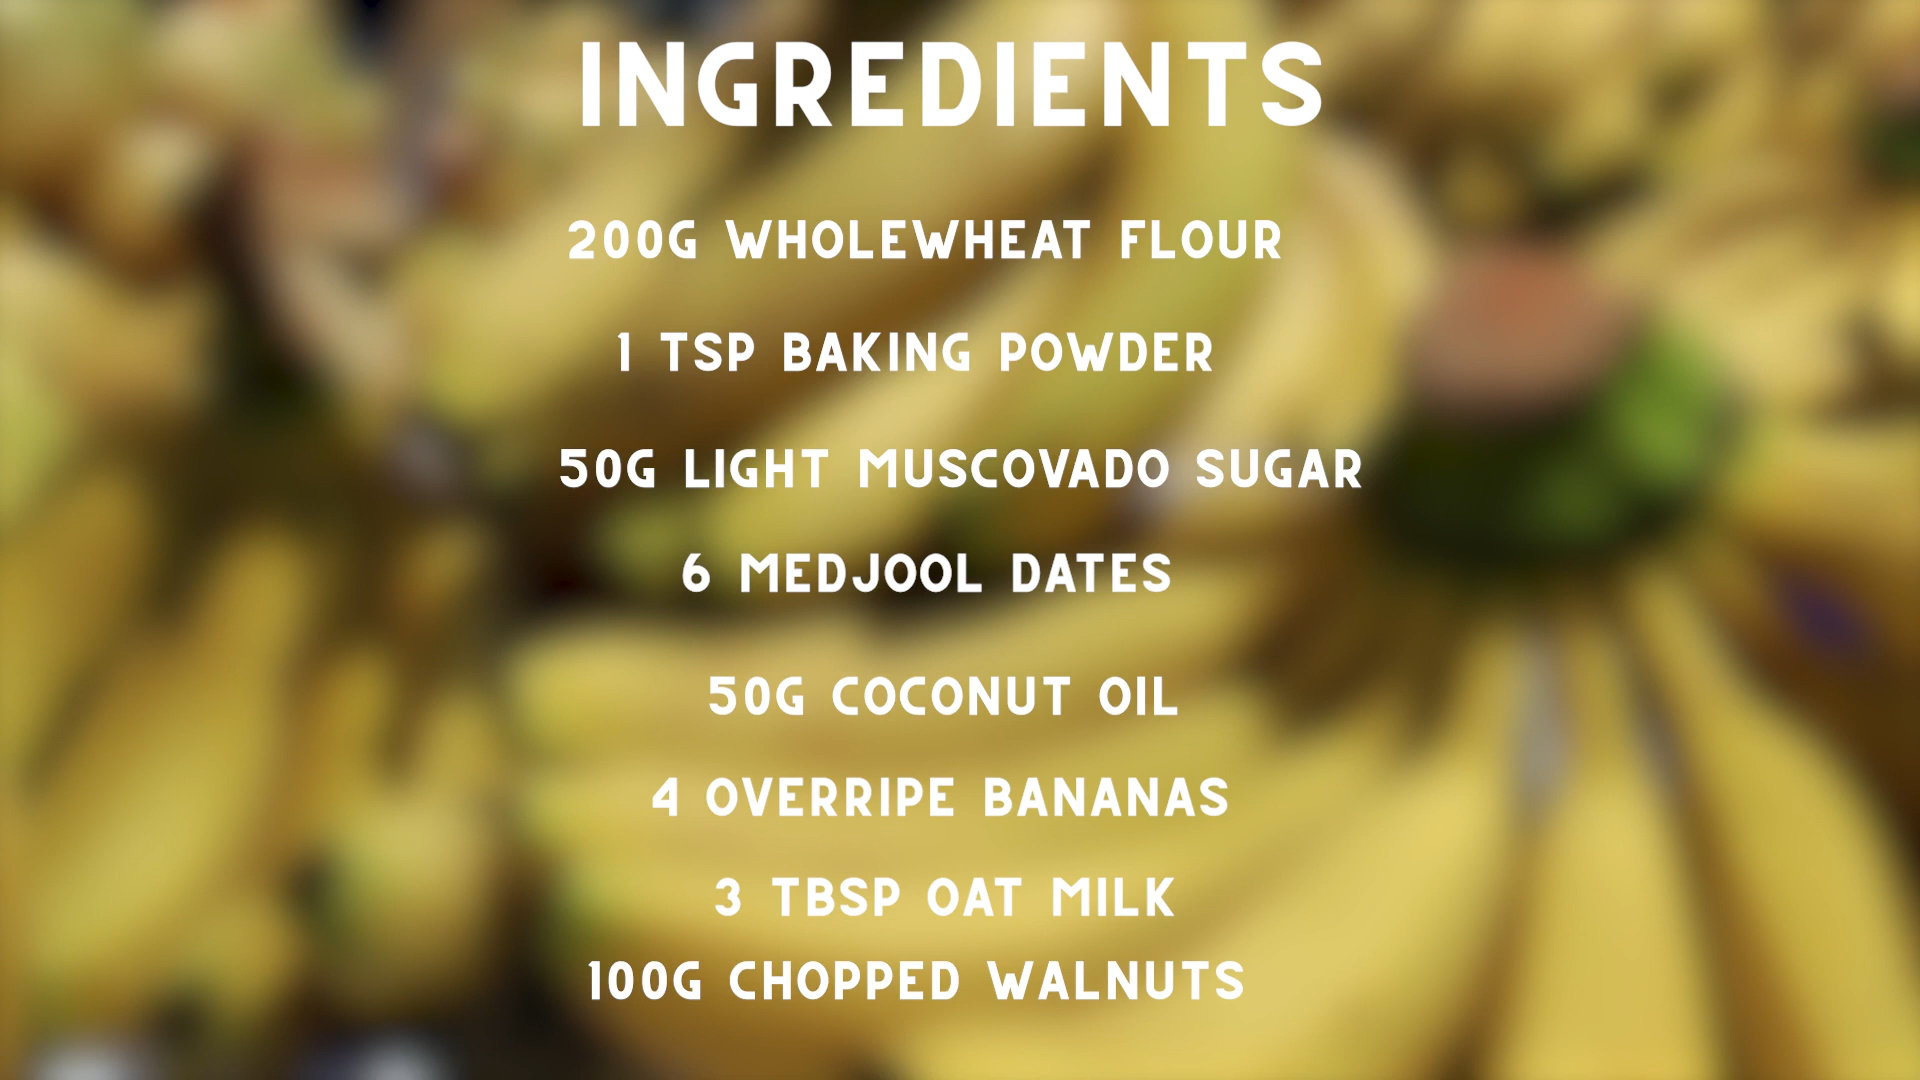 INGREDIENTS
200G WHOLEWHEAT FLOUR
1 TSP BAKING POWDER
50G LIGHT MUSCOVADO SUGAR
6 MEDJOOL DATES
50G COCONUT OIL
4 OVERRIPE BANANAS
3 TBSP OAT MILK
100G CHOPPED WALNUTS